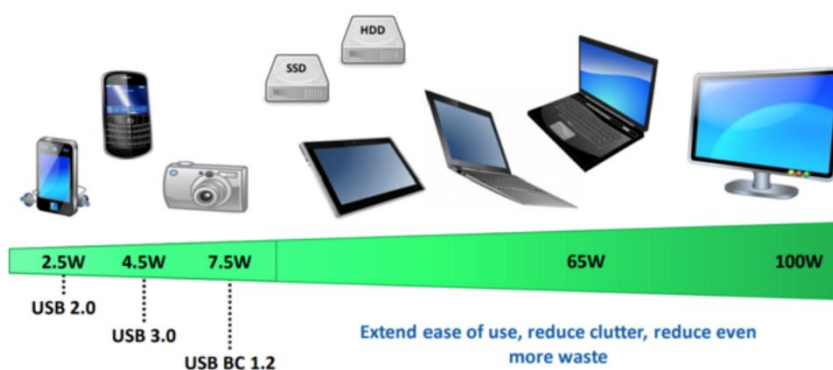 HDD
SSD
2.5W 4.5W 7.5W 65W 100W
USB 2.0
USB 3.0
USB BC 1.2
Extend ease of use, reduce clutter, reduce even
more waste